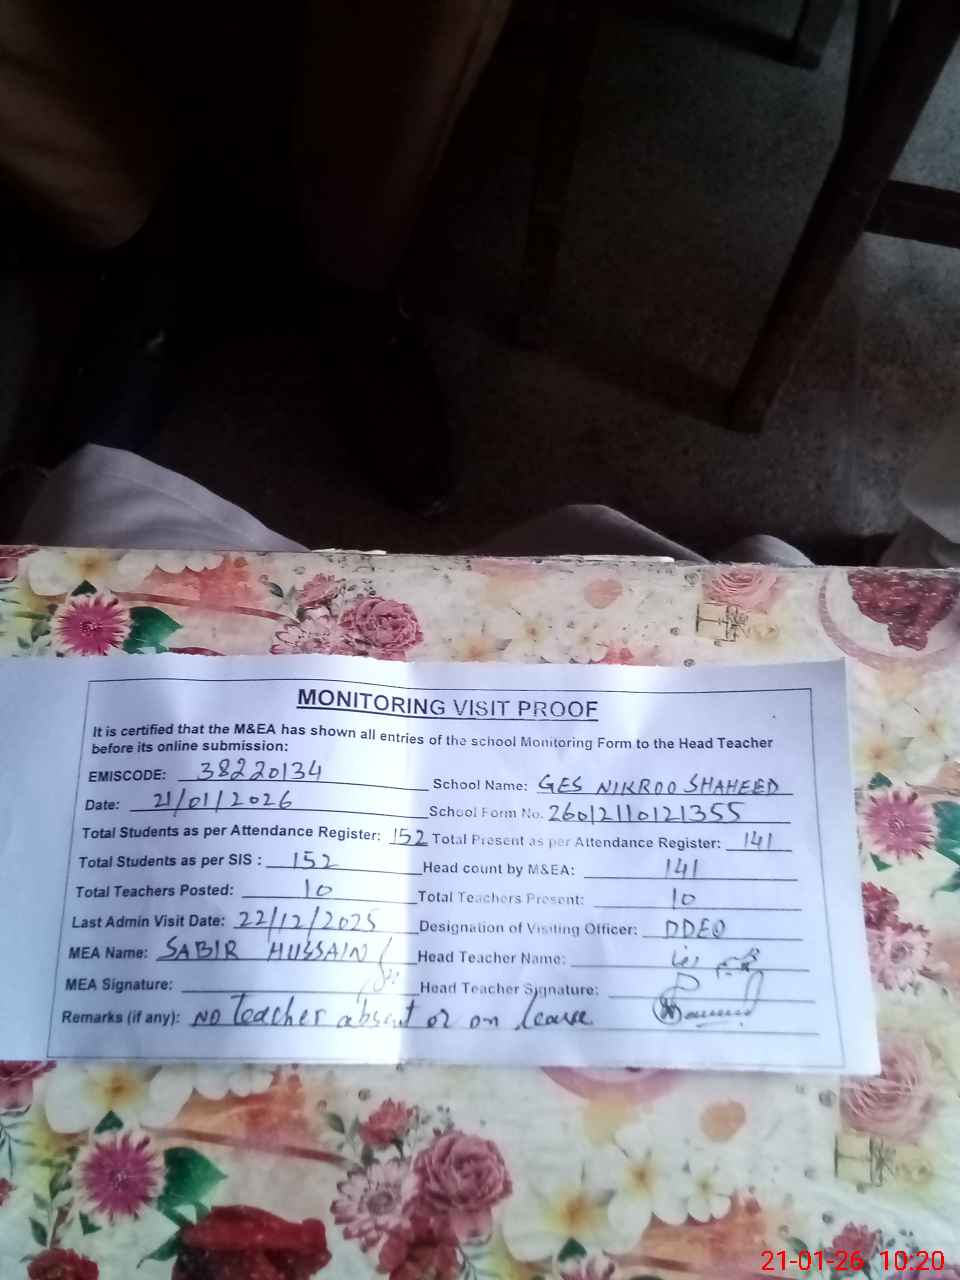 MONITORING VISIT PROOF
It is certified that the M&EA has shown all entries of the school Monitoring Form to the Head Teacher
before its online submission:
EMISCODE: 38220134 School Name: GES NIKROO SHAHEED
Date: 21/01/2026 School Form No. 26012110121355
Total Students as per Attendance Register: 152 Total Present as per Attendance Register: 141
Total Students as per SIS : 152 Head count by M&EA: 141
Total Teachers Posted: 10 Total Teachers Present: 10
Last Admin Visit Date: 22/12/2025 Designation of Visiting Officer: DDEO
MEA Name: SABIR HUSSAIN Head Teacher Name:
MEA Signature: Head Teacher Signature:
Remarks (if any): NO Teacher absent or on leave
21-01-26 10:20